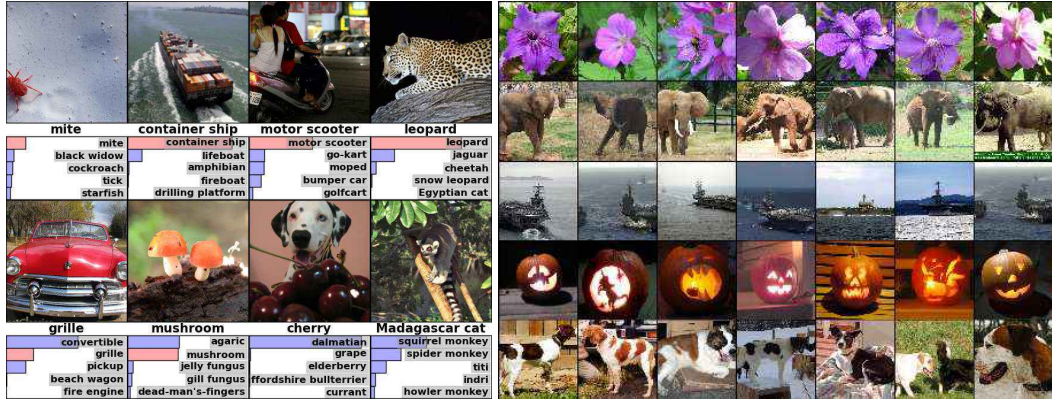 mite
container ship
motor scooter
leopard
mite
black widow
cockroach
tick
starfish
container ship
lifeboat
amphibian
fireboat
drilling platform
motor scooter
go-kart
moped
bumper car
golfcart
leopard
jaguar
cheetah
snow leopard
Egyptian cat
grille
mushroom
cherry
Madagascar cat
convertible
grille
pickup
beach wagon
fire engine
agaric
mushroom
jelly fungus
gill fungus
dead-man's-fingers
dalmatian
grape
elderberry
ffordshire bullterrier
currant
squirrel monkey
spider monkey
titi
indri
howler monkey